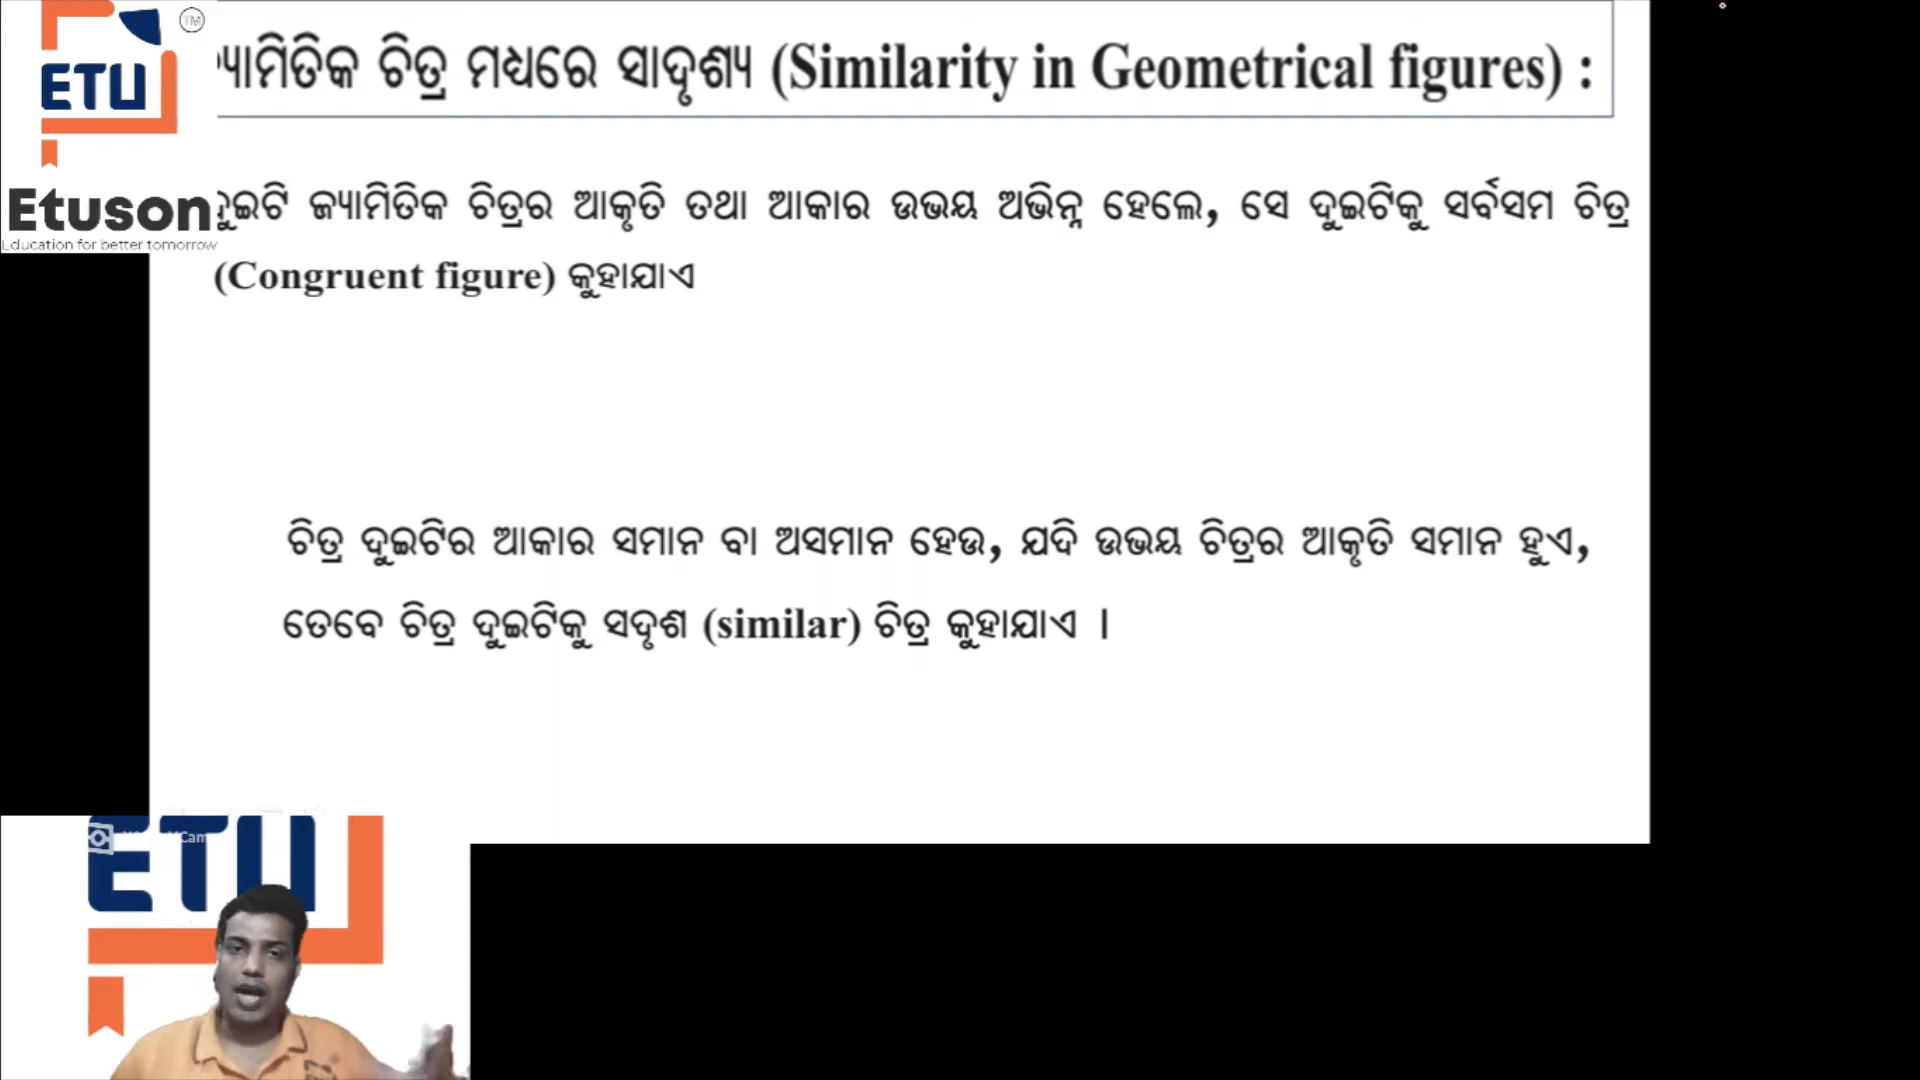 ETU
TM
Etuson
Education for better tomorrow
ଜ୍ୟାମିତିକ ଚିତ୍ର ମଧ୍ୟରେ ସାଦୃଶ୍ୟ (Similarity in Geometrical figures) :
ଦୁଇଟି ଜ୍ୟାମିତିକ ଚିତ୍ରର ଆକୃତି ତଥା ଆକାର ଉଭୟ ଅଭିନ୍ନ ହେଲେ, ସେ ଦୁଇଟିକୁ ସର୍ବସମ ଚିତ୍ର
(Congruent figure) କୁହାଯାଏ
ଚିତ୍ର ଦୁଇଟିର ଆକାର ସମାନ ବା ଅସମାନ ହେଉ, ଯଦି ଉଭୟ ଚିତ୍ରର ଆକୃତି ସମାନ ହୁଏ,
ତେବେ ଚିତ୍ର ଦୁଇଟିକୁ ସଦୃଶ (similar) ଚିତ୍ର କୁହାଯାଏ ।
ETU